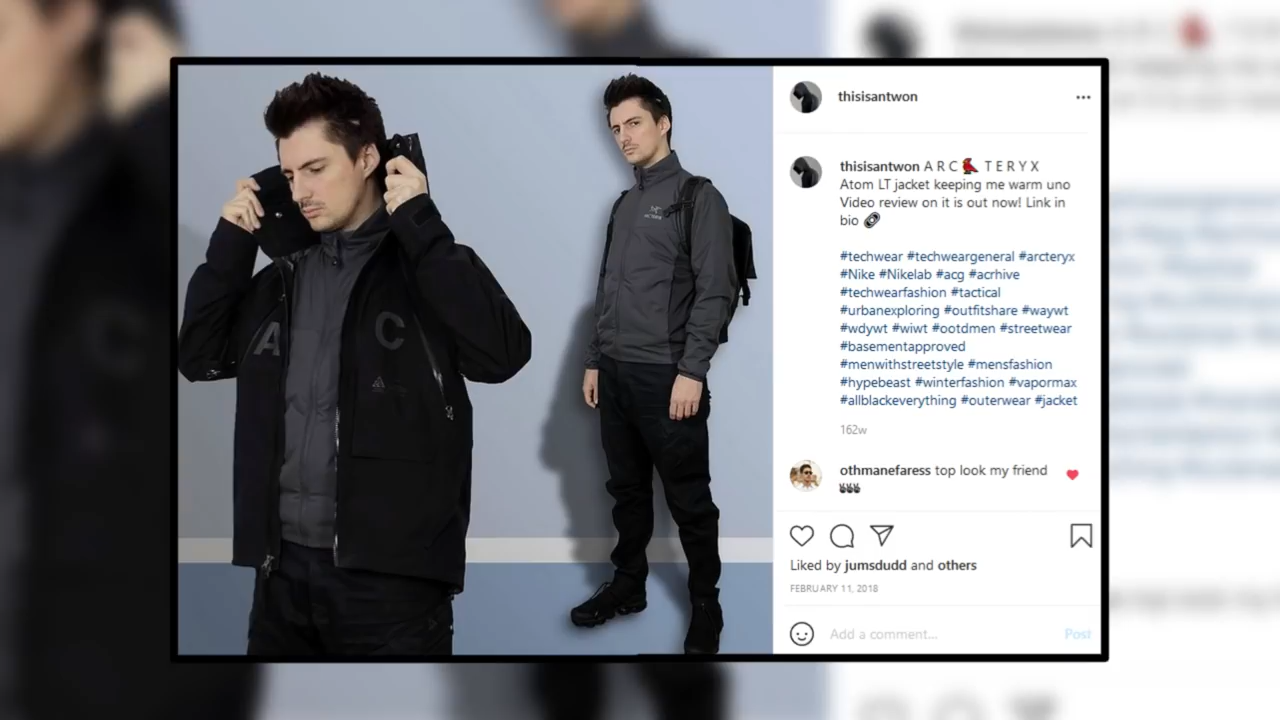 thisisantwon
thisisantwon A R C 🐦 T E R Y X
Atom LT jacket keeping me warm uno
Video review on it is out now! Link in
bio 🔗
#techwear #techweargeneral #arcteryx
#Nike #Nikelab #acg #acrhive
#techwearfashion #tactical
#urbanexploring #outfitshare #waywt
#wdywt #wiwt #ootdmen #streetwear
#basementapproved
#menwithstreetstyle #mensfashion
#hypebeast #winterfashion #vapormax
#allblackeverything #outerwear #jacket
162w
othmanefaress top look my friend
✌✌✌
Liked by jumsdudd and others
FEBRUARY 11, 2018
Add a comment...
Post
A C